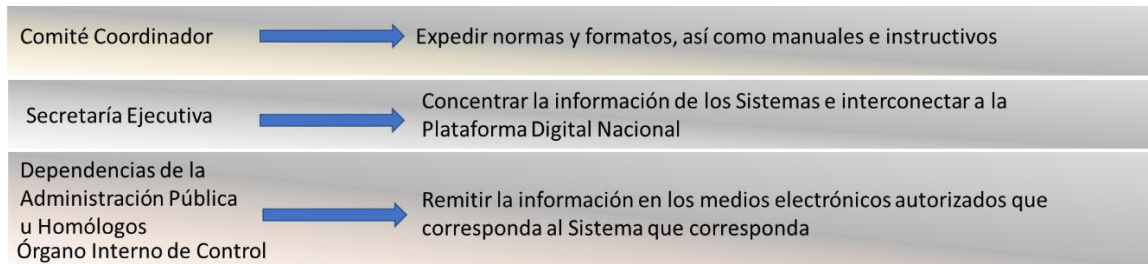 Comité Coordinador
Expedir normas y formatos, así como manuales e instructivos
Secretaría Ejecutiva
Concentrar la información de los Sistemas e interconectar a la
Plataforma Digital Nacional
Dependencias de la
Administración Pública
u Homólogos
Órgano Interno de Control
Remitir la información en los medios electrónicos autorizados que
corresponda al Sistema que corresponda